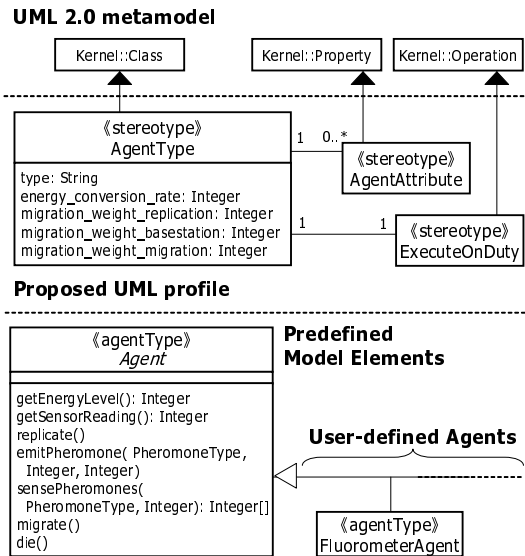 UML 2.0 metamodel
Kernel::Class
Kernel::Property
Kernel::Operation
《stereotype》
AgentType
type: String
energy_conversion_rate: Integer
migration_weight_replication: Integer
migration_weight_basestation: Integer
migration_weight_migration: Integer
1
0..*
《stereotype》
AgentAttribute
1
1
《stereotype》
ExecuteOnDuty
Proposed UML profile
《agentType》
Agent
getEnergyLevel(): Integer
getSensorReading(): Integer
replicate()
emitPheromone( PheromoneType,
Integer, Integer)
sensePheromones(
PheromoneType, Integer): Integer[]
migrate()
die()
Predefined
Model Elements
User-defined Agents
《agentType》
FluorometerAgent